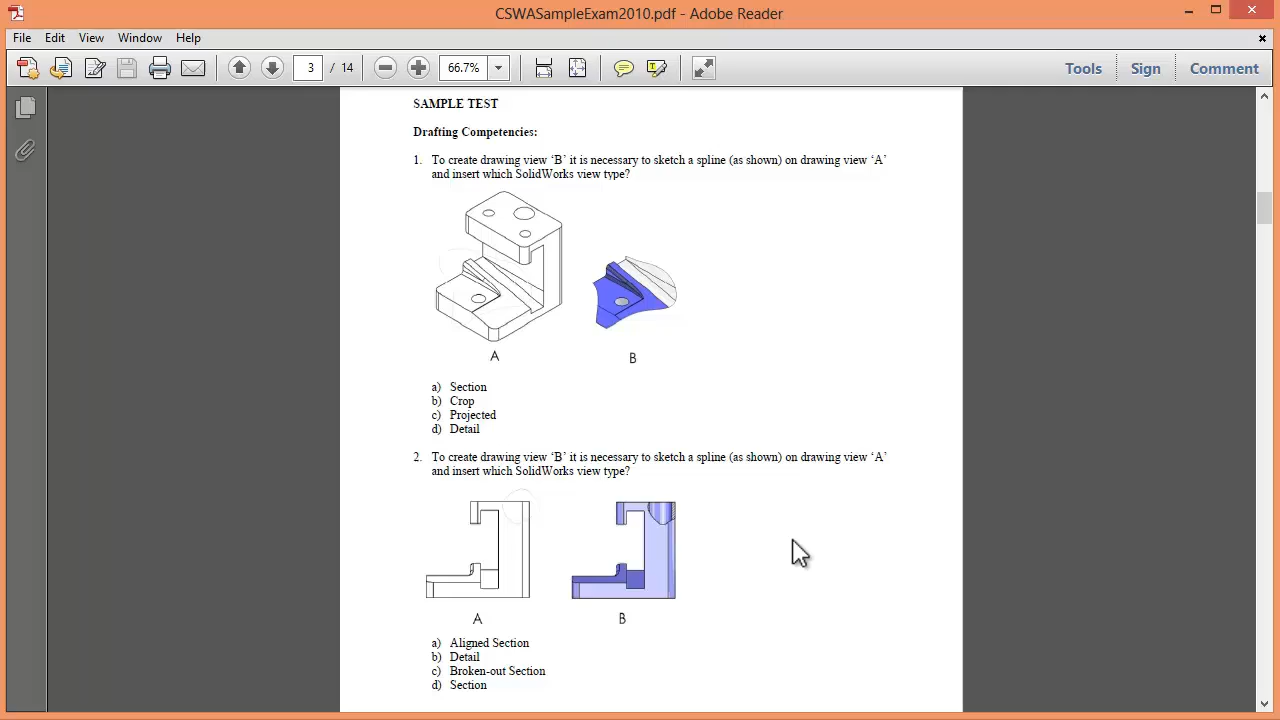 CSWASampleExam2010.pdf - Adobe Reader
File Edit View Window Help
3 / 14 66.7% Tools Sign Comment
SAMPLE TEST
Drafting Competencies:
1. To create drawing view ‘B’ it is necessary to sketch a spline (as shown) on drawing view ‘A’
and insert which SolidWorks view type?
A B
a) Section
b) Crop
c) Projected
d) Detail
2. To create drawing view ‘B’ it is necessary to sketch a spline (as shown) on drawing view ‘A’
and insert which SolidWorks view type?
A B
a) Aligned Section
b) Detail
c) Broken-out Section
d) Section